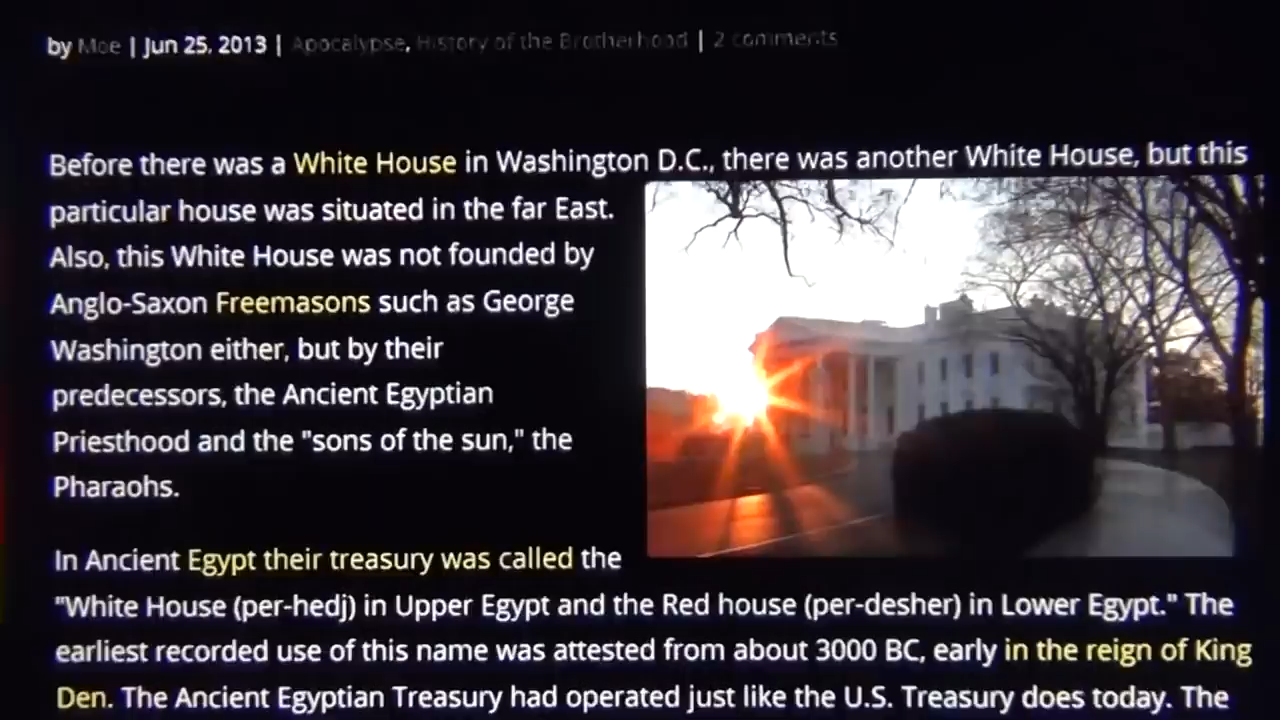 by Moe | Jun 25, 2013 | Apocalypse, History of the Brotherhood | 2 comments
Before there was a White House in Washington D.C., there was another White House, but this
particular house was situated in the far East.
Also, this White House was not founded by
Anglo-Saxon Freemasons such as George
Washington either, but by their
predecessors, the Ancient Egyptian
Priesthood and the "sons of the sun," the
Pharaohs.
In Ancient Egypt their treasury was called the
"White House (per-hedj) in Upper Egypt and the Red house (per-desher) in Lower Egypt." The
earliest recorded use of this name was attested from about 3000 BC, early in the reign of King
Den. The Ancient Egyptian Treasury had operated just like the U.S. Treasury does today. The